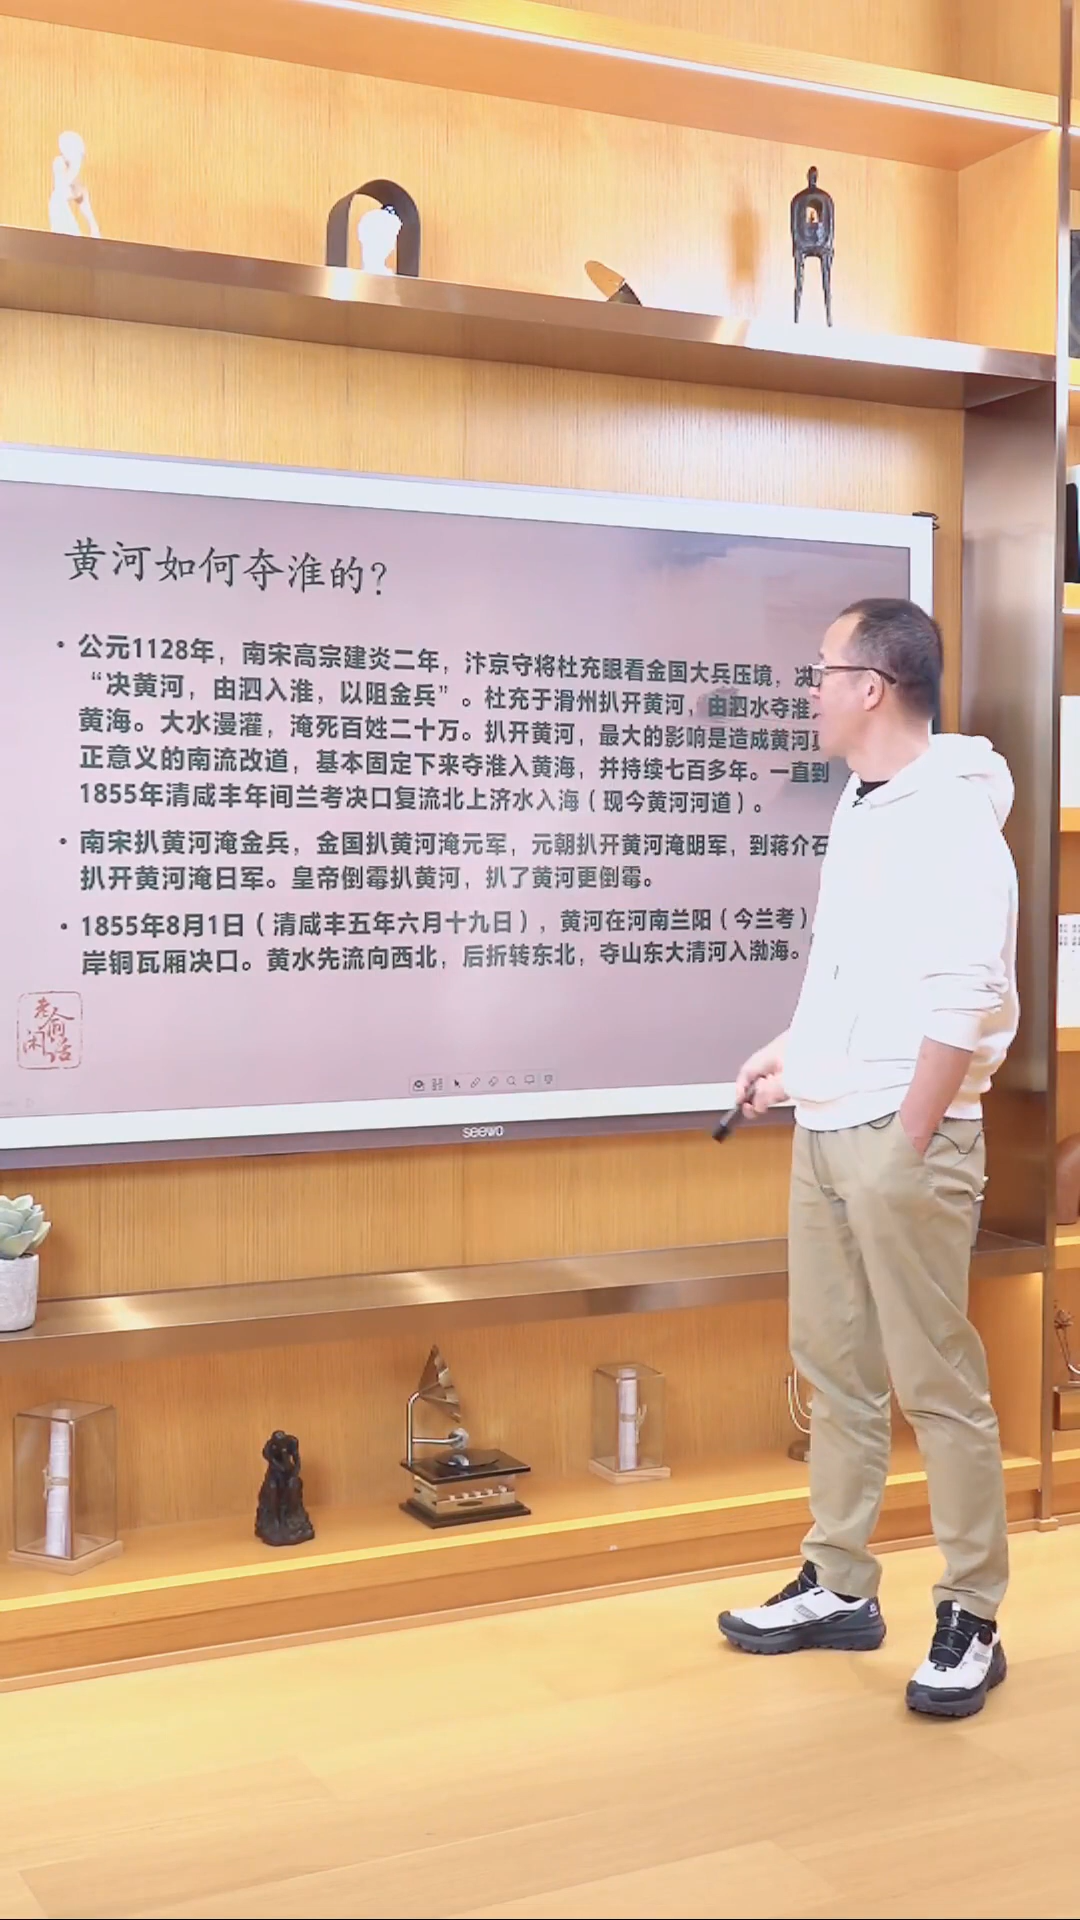 黄河如何夺淮的？
• 公元1128年，南宋高宗建炎二年，汴京守将杜充眼看金国大兵压境，决
“决黄河，由泗入淮，以阻金兵”。杜充于滑州扒开黄河，由泗水夺淮
黄海。大水漫灌，淹死百姓二十万。扒开黄河，最大的影响是造成黄河
正意义的南流改道，基本固定下来夺淮入黄海，并持续七百多年。一直到
1855年清咸丰年间兰考决口复流北上济水入海（现今黄河河道）。
• 南宋扒黄河淹金兵，金国扒黄河淹元军，元朝扒开黄河淹明军，到蒋介石
扒开黄河淹日军。皇帝倒霉扒黄河，扒了黄河更倒霉。
• 1855年8月1日（清咸丰五年六月十九日），黄河在河南兰阳（今兰考）
岸铜瓦厢决口。黄水先流向西北，后折转东北，夺山东大清河入渤海。
老俞闲话
seewo